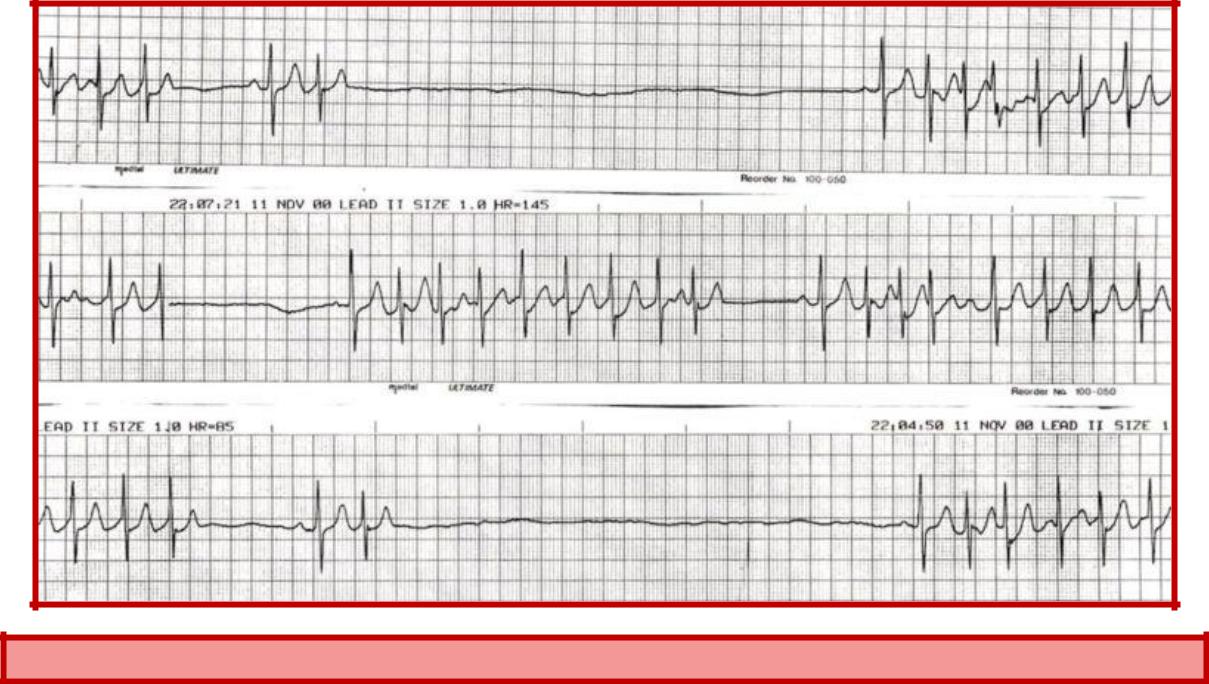 medtel ULTIMATE
Reorder No. 100-050
22:07:21 11 NOV 00 LEAD II SIZE 1.0 HR=145
medtel ULTIMATE
Reorder No. 100-050
EAD II SIZE 1.0 HR=85 22:04:50 11 NOV 00 LEAD II SIZE 1